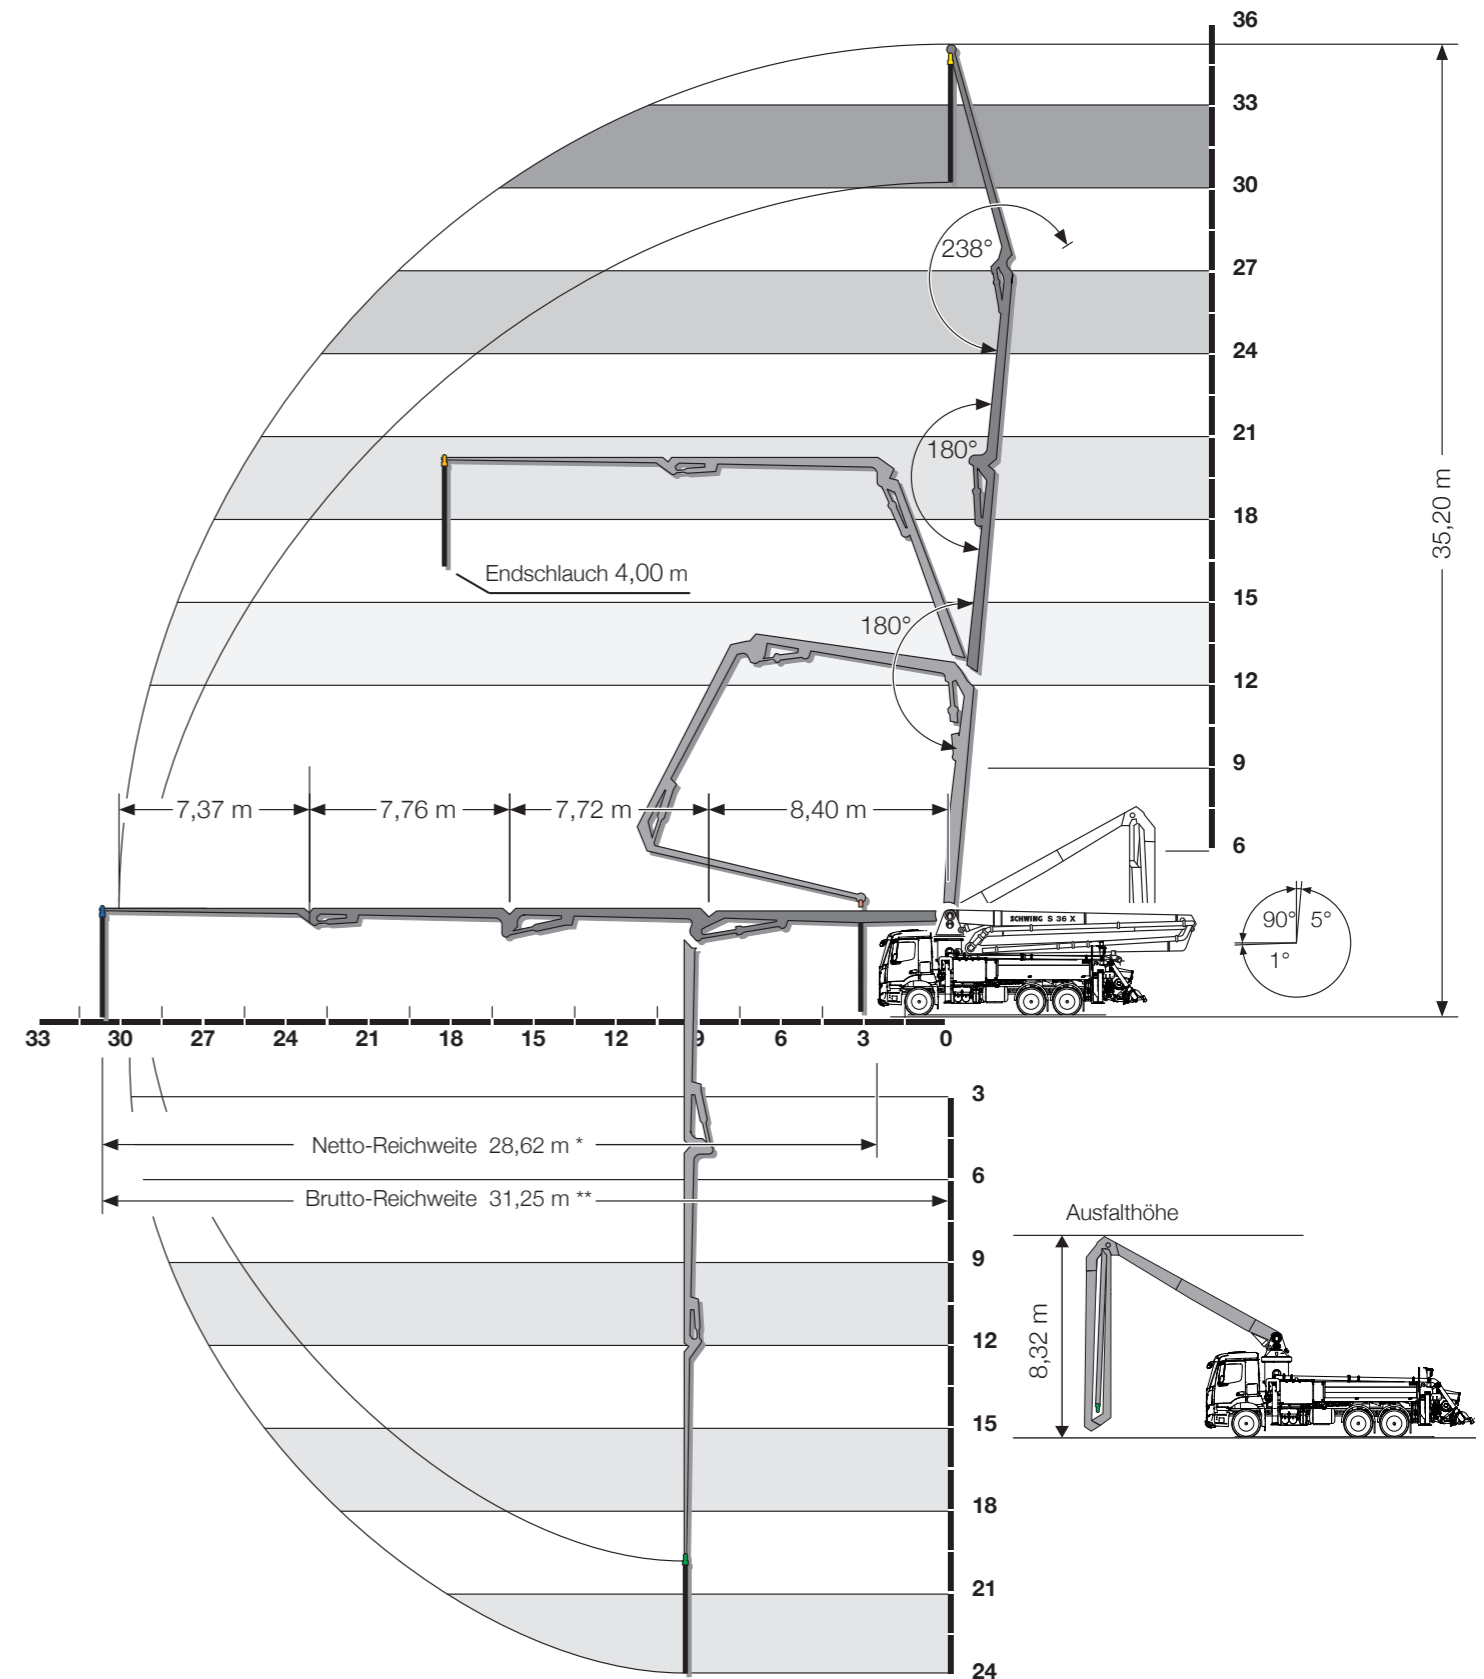 36
33
30
27
24
21
18
15
12
9
6
35,20 m
238°
180°
180°
Endschlauch 4,00 m
7,37 m
7,76 m
7,72 m
8,40 m
SCHWING S 36 X
90° 5°
1°
33 30 27 24 21 18 15 12 9 6 3 0
3
Netto-Reichweite 28,62 m *
6
Brutto-Reichweite 31,25 m **
9
12
15
18
21
24
Ausfalthöhe
8,32 m